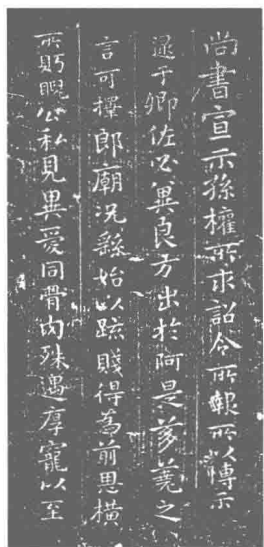 尚書宣示孫權所求詔令所報所以博示
逮于卿佐必冀良方出於阿是芻蕘之
言可擇郎廟況繇始以疏賤得為前恩橫
所眄睨公私見異愛同骨肉殊遇厚寵以至